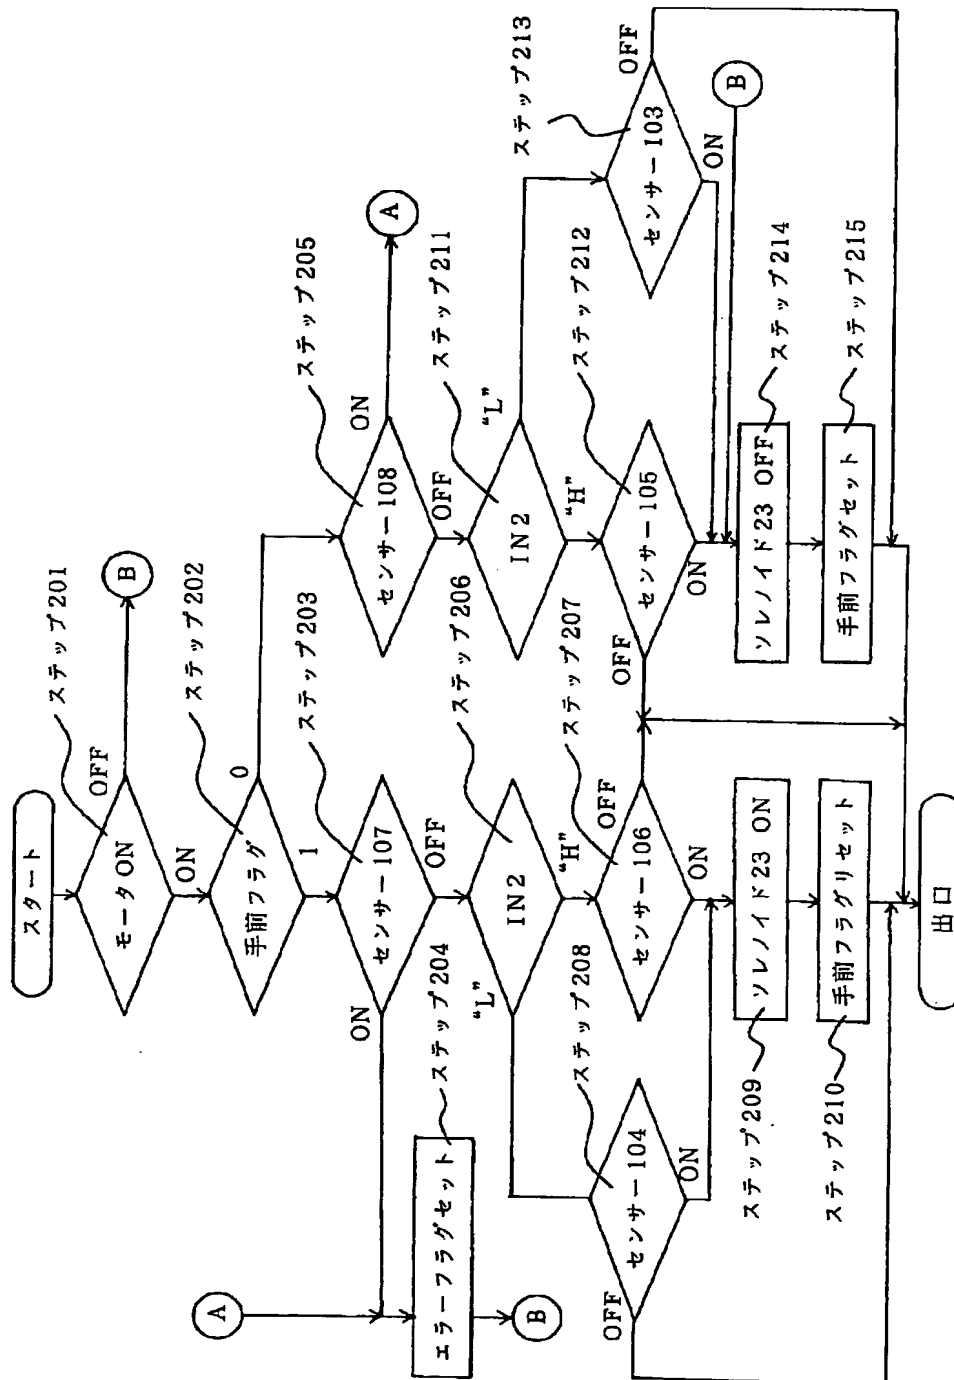 スタート
モータON
ステップ201
OFF
B
ON
手前フラグ
ステップ202
0
1
センサー107
ステップ203
ON
OFF
A
エラーフラグセット
ステップ204
B
センサー108
ステップ205
ON
A
OFF
IN2
ステップ206
“L”
“H”
センサー106
ステップ207
OFF
ON
センサー104
ステップ208
OFF
ON
ソレノイド23 ON
ステップ209
手前フラグリセット
ステップ210
IN2
ステップ211
“L”
“H”
センサー105
ステップ212
OFF
ON
センサー103
ステップ213
OFF
ON
B
ソレノイド23 OFF
ステップ214
手前フラグセット
ステップ215
出口